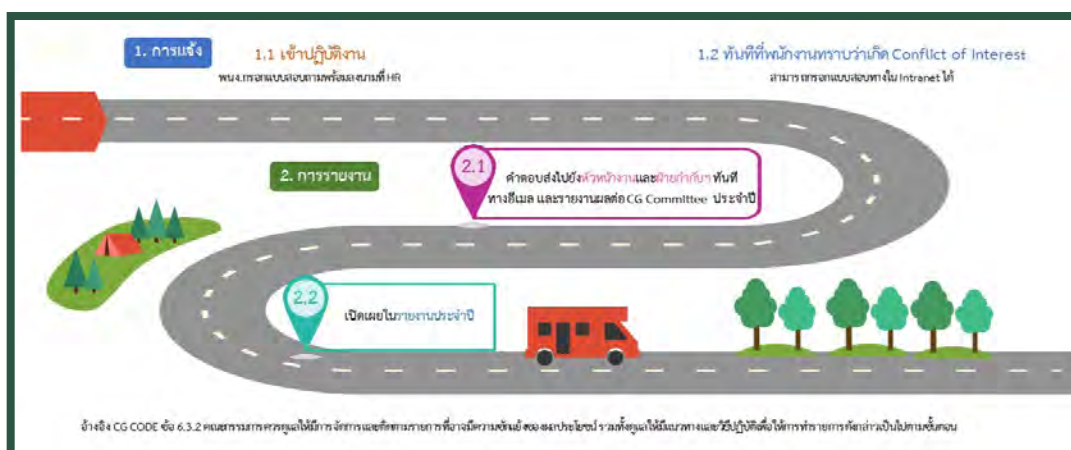 1. การแจ้ง
1.1 เข้าปฏิบัติงาน
พนง.กรอกแบบสอบถามพร้อมลงนามที่ HR
1.2 ทันทีที่พนักงานทราบว่าเกิด Conflict of Interest
สามารถกรอกแบบสอบทางใน Intranet ได้
2. การรายงาน
2.1
คำตอบส่งไปยังหัวหน้างานและฝ่ายกำกับฯ ทันที
ทางอีเมล และรายงานผลต่อ CG Committee ประจำปี
2.2
เปิดเผยในรายงานประจำปี
อ้างอิง CG CODE ข้อ 6.3.2 คณะกรรมการควรดูแลให้มีการจัดการและติดตามรายการที่อาจมีความขัดแย้งของผลประโยชน์ รวมทั้งดูแลให้มีแนวทางและวิธีปฏิบัติเพื่อให้การทำรายการดังกล่าวเป็นไปตามขั้นตอน